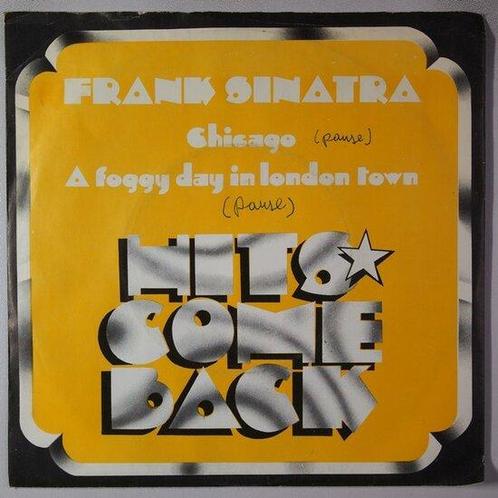 FRANK SINATRA
Chicago (pause)
A foggy day in london town
(pause)
HITS
COME
BACK